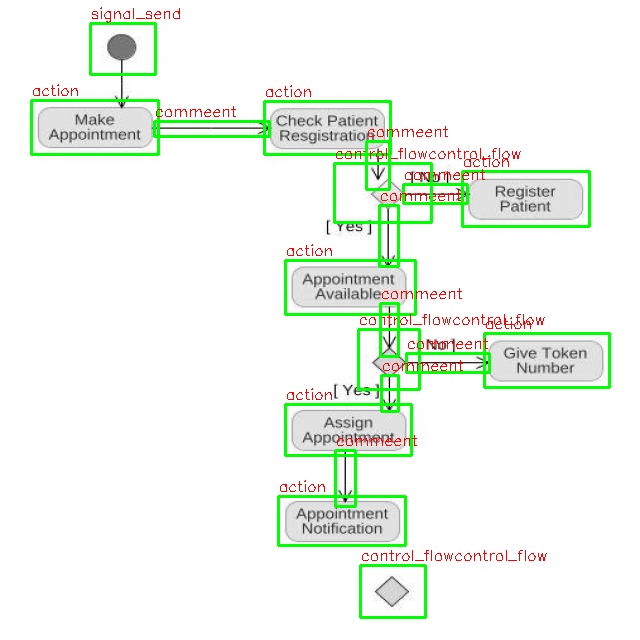 signal_send
action
Make
Appointment
commeent
action
Check Patient
Resgistration
commeent
control_flowcontrol_flow
commeent
action
[ No ]
commeent
Register
Patient
[ Yes ]
action
Appointment
Available
commeent
control_flowcontrol_flow
action
commeent
[ No ]
commeent
Give Token
Number
[ Yes ]
action
Assign
Appointment
commeent
action
Appointment
Notification
control_flowcontrol_flow